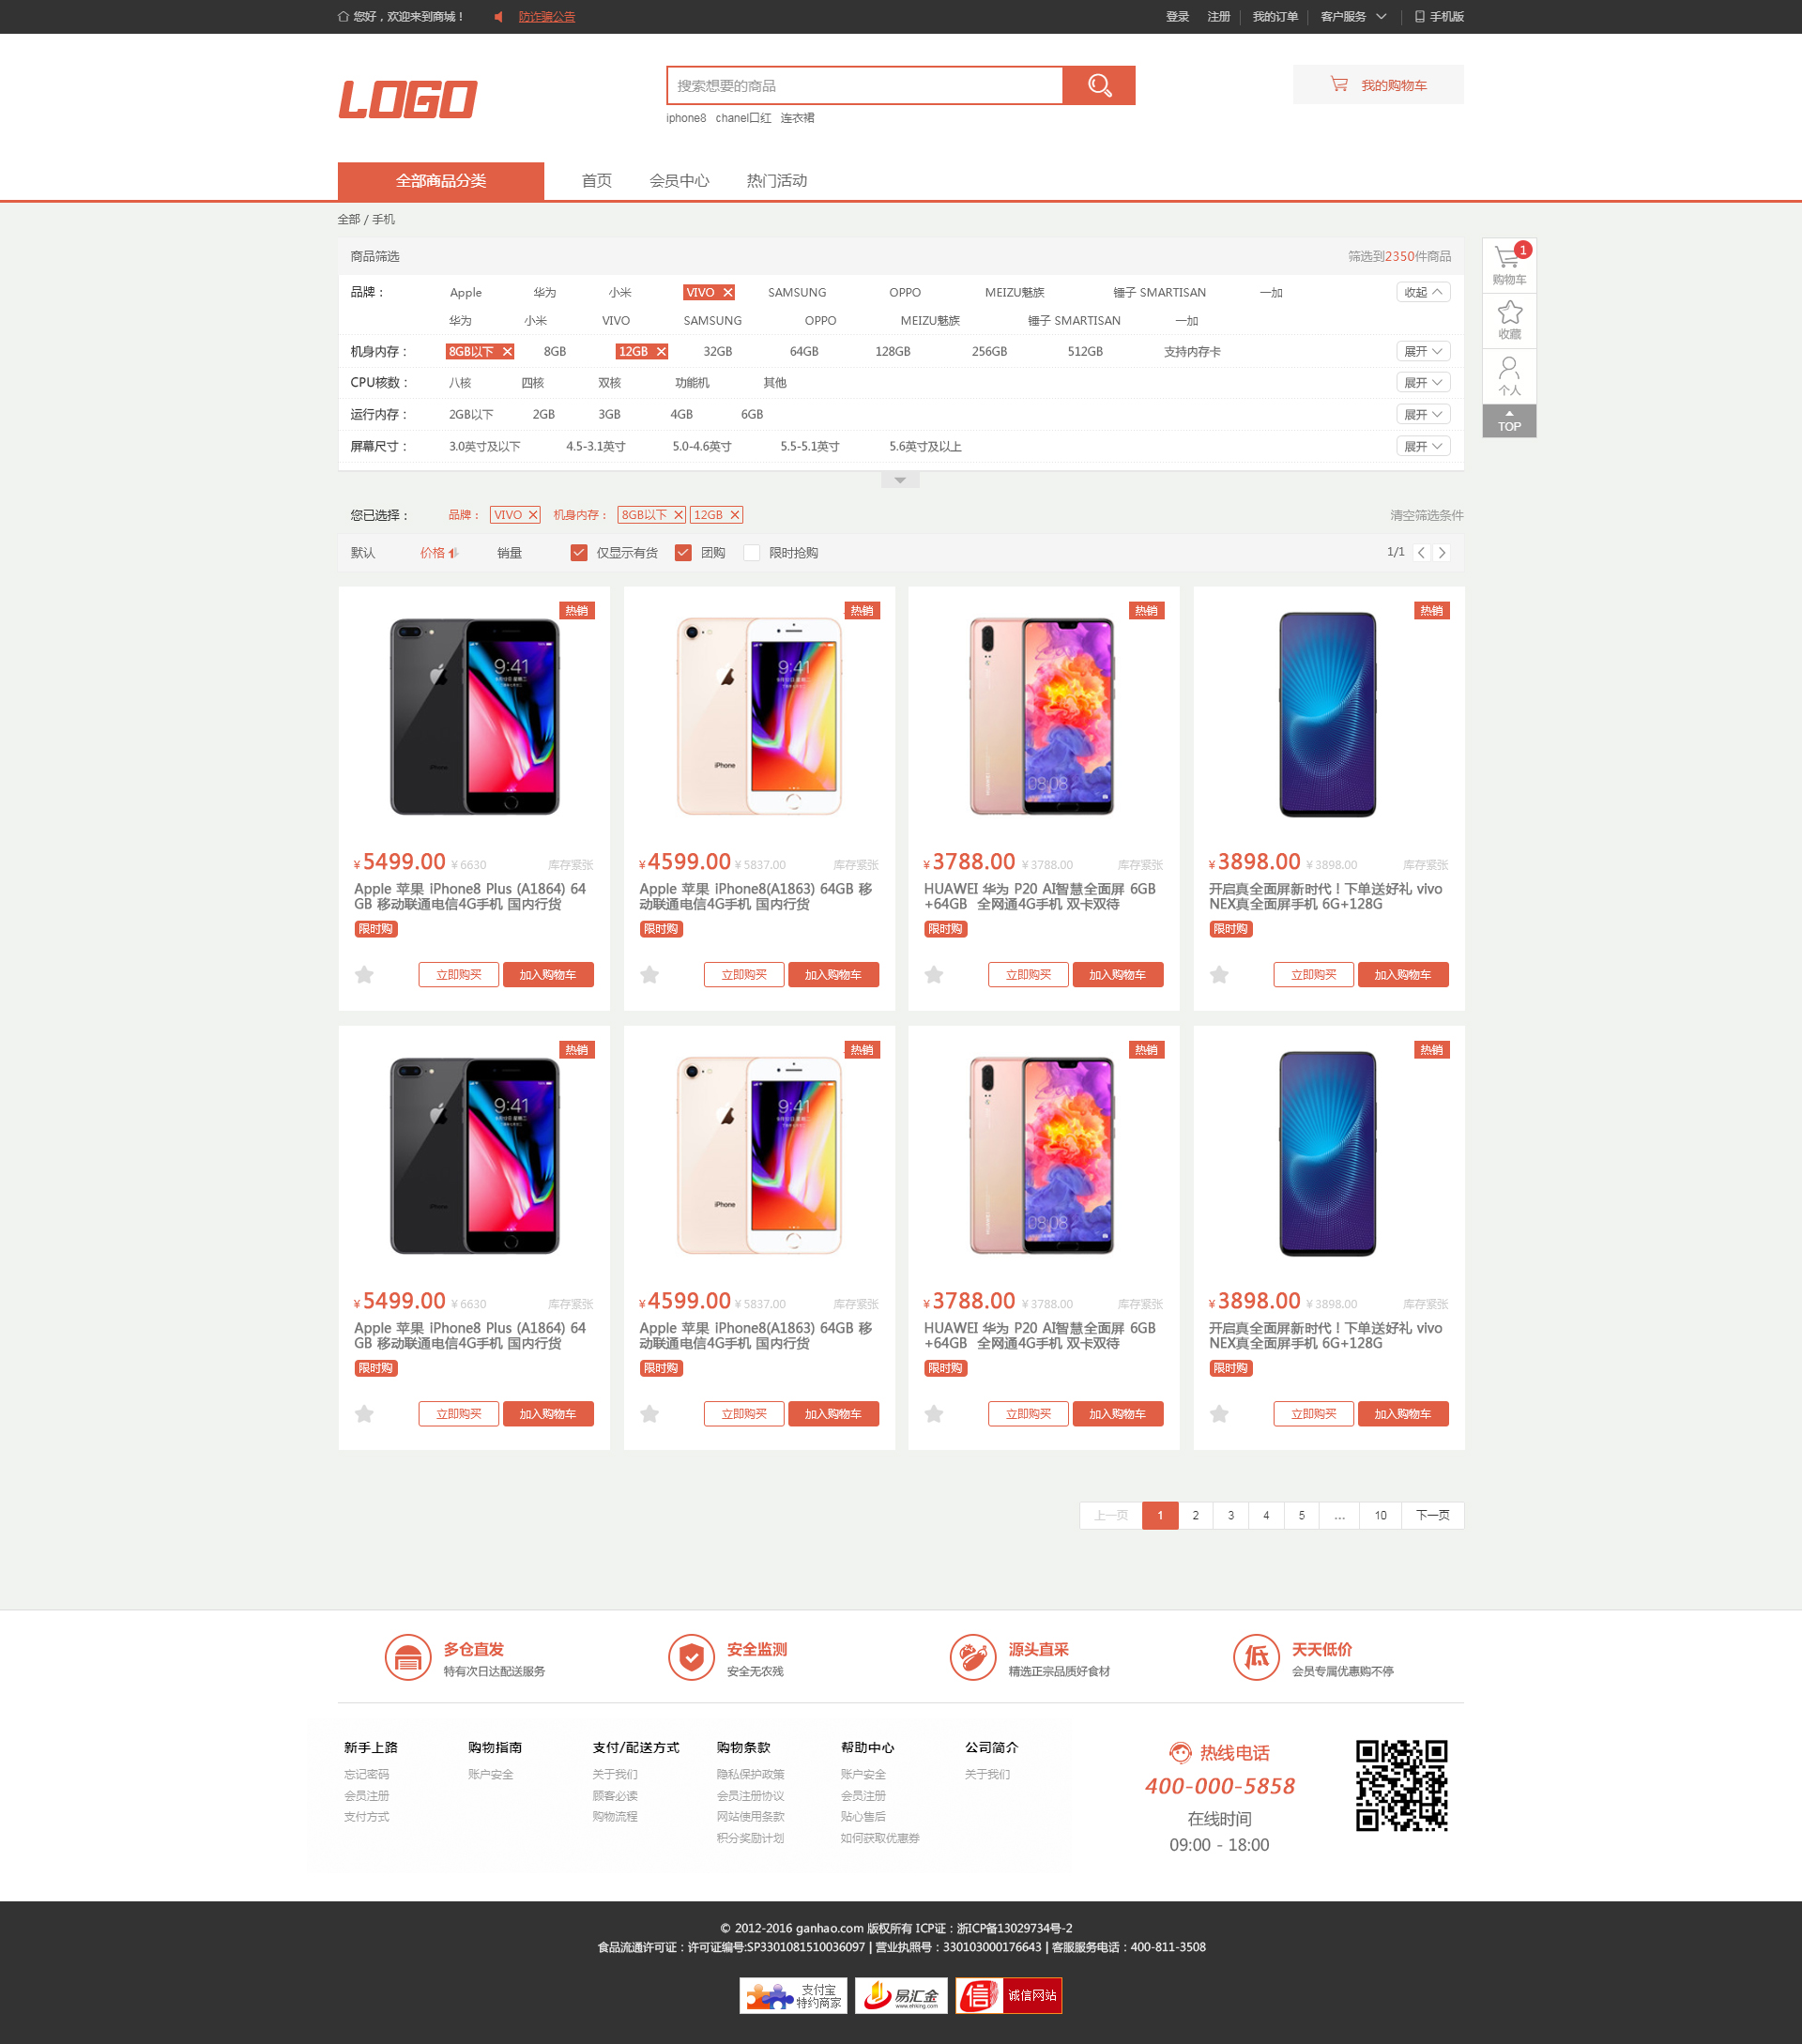 您好，欢迎来到商城！ 防诈骗公告 登录 注册 我的订单 客户服务 手机版
LOGO 搜索想要的商品 我的购物车
iphone8 chanel口红 连衣裙
全部商品分类 首页 会员中心 热门活动
全部 / 手机
商品筛选 筛选到2350件商品
品牌： Apple 华为 小米 VIVO SAMSUNG OPPO MEIZU魅族 锤子 SMARTISAN 一加 收起
华为 小米 VIVO SAMSUNG OPPO MEIZU魅族 锤子 SMARTISAN 一加
机身内存： 8GB以下 8GB 12GB 32GB 64GB 128GB 256GB 512GB 支持内存卡 展开
CPU核数： 八核 四核 双核 功能机 其他 展开
运行内存： 2GB以下 2GB 3GB 4GB 6GB 展开
屏幕尺寸： 3.0英寸及以下 4.5-3.1英寸 5.0-4.6英寸 5.5-5.1英寸 5.6英寸及以上 展开
1
购物车
收藏
个人
TOP
您已选择： 品牌： VIVO 机身内存： 8GB以下 12GB 清空筛选条件
默认 价格 销量 仅显示有货 团购 限时抢购 1/1
热销 热销 热销 热销
9:41 9:41
08:08
iPhone iPhone
¥5499.00 ¥6630 库存紧张
Apple 苹果 iPhone8 Plus (A1864) 64
GB 移动联通电信4G手机 国内行货
限时购
立即购买 加入购物车
¥4599.00 ¥5837.00 库存紧张
Apple 苹果 iPhone8(A1863) 64GB 移
动联通电信4G手机 国内行货
限时购
立即购买 加入购物车
¥3788.00 ¥3788.00 库存紧张
HUAWEI 华为 P20 AI智慧全面屏 6GB
+64GB 全网通4G手机 双卡双待
限时购
立即购买 加入购物车
¥3898.00 ¥3898.00 库存紧张
开启真全面屏新时代！下单送好礼 vivo
NEX真全面屏手机 6G+128G
限时购
立即购买 加入购物车
热销 热销 热销 热销
9:41 9:41
08:08
iPhone iPhone
¥5499.00 ¥6630 库存紧张
Apple 苹果 iPhone8 Plus (A1864) 64
GB 移动联通电信4G手机 国内行货
限时购
立即购买 加入购物车
¥4599.00 ¥5837.00 库存紧张
Apple 苹果 iPhone8(A1863) 64GB 移
动联通电信4G手机 国内行货
限时购
立即购买 加入购物车
¥3788.00 ¥3788.00 库存紧张
HUAWEI 华为 P20 AI智慧全面屏 6GB
+64GB 全网通4G手机 双卡双待
限时购
立即购买 加入购物车
¥3898.00 ¥3898.00 库存紧张
开启真全面屏新时代！下单送好礼 vivo
NEX真全面屏手机 6G+128G
限时购
立即购买 加入购物车
上一页 1 2 3 4 5 ... 10 下一页
多仓直发
特有次日达配送服务
安全监测
安全无农残
源头直采
精选正宗品质好食材
低
天天低价
会员专属优惠购不停
新手上路
忘记密码
会员注册
支付方式
购物指南
账户安全
支付/配送方式
关于我们
顾客必读
购物流程
购物条款
隐私保护政策
会员注册协议
网站使用条款
积分奖励计划
帮助中心
账户安全
会员注册
贴心售后
如何获取优惠券
公司简介
关于我们
热线电话
400-000-5858
在线时间
09:00 - 18:00
© 2012-2016 ganhao.com 版权所有 ICP证：浙ICP备13029734号-2
食品流通许可证：许可证编号:SP3301081510036097 | 营业执照号：330103000176643 | 客服服务电话：400-811-3508
支付宝
特约商家
易汇金
www.ehking.com
信 诚信网站